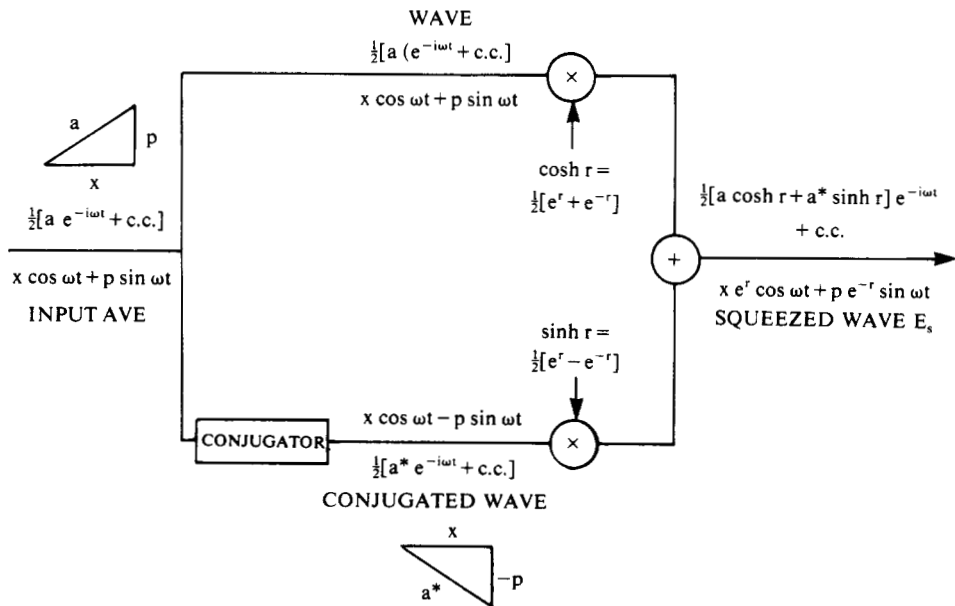 WAVE
½[a (e^{-iωt} + c.c.]
x cos ωt + p sin ωt
×
cosh r =
½[e^r + e^{-r}]
a
p
x
½[a e^{-iωt} + c.c.]
x cos ωt + p sin ωt
INPUT AVE
½[a cosh r + a* sinh r] e^{-iωt}
+ c.c.
+
x e^r cos ωt + p e^{-r} sin ωt
SQUEEZED WAVE E_s
sinh r =
½[e^r − e^{-r}]
CONJUGATOR
x cos ωt − p sin ωt
×
½[a* e^{-iωt} + c.c.]
CONJUGATED WAVE
x
a*
−p